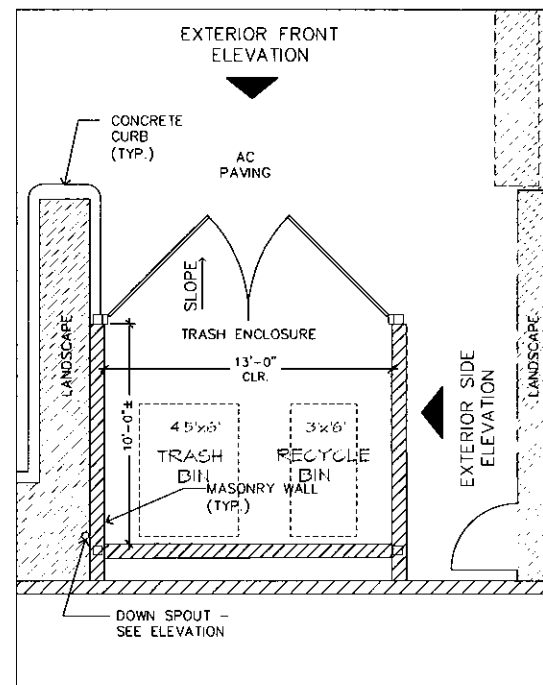 EXTERIOR FRONT
ELEVATION
CONCRETE
CURB
(TYP.)
AC
PAVING
SLOPE
TRASH ENCLOSURE
13'-0"
CLR.
LANDSCAPE
10'-0"±
4.5'x6'
TRASH
BIN
3'x6'
RECYCLE
BIN
MASONRY WALL
(TYP.)
EXTERIOR SIDE
ELEVATION
LANDSCAPE
DOWN SPOUT -
SEE ELEVATION